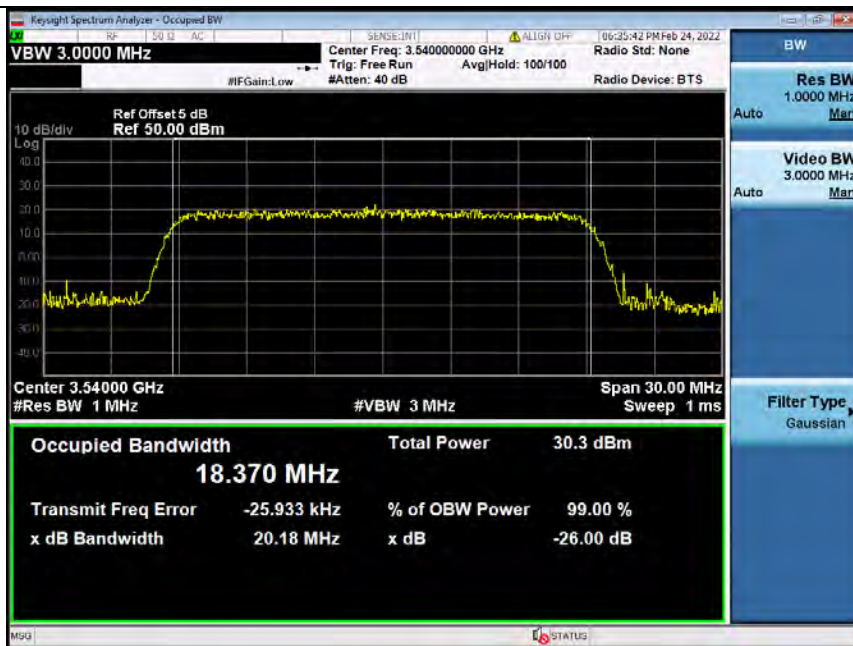 Keysight Spectrum Analyzer - Occupied BW
RF 50 Ω AC SENSE:INT ALIGN OFF 06:35:42 PM Feb 24, 2022
VBW 3.0000 MHz
Center Freq: 3.540000000 GHz
Radio Std: None
Trig: Free Run
Avg|Hold: 100/100
#IFGain:Low
#Atten: 40 dB
Radio Device: BTS
BW
Res BW
1.0000 MHz
Auto Man
Video BW
3.0000 MHz
Auto Man
Filter Type
Gaussian
Ref Offset 5 dB
10 dB/div Ref 50.00 dBm
Log
40.0
30.0
20.0
10.0
0.00
-10.0
-20.0
-30.0
-40.0
Center 3.54000 GHz
Span 30.00 MHz
#Res BW 1 MHz
#VBW 3 MHz
Sweep 1 ms
Occupied Bandwidth
18.370 MHz
Total Power 30.3 dBm
Transmit Freq Error -25.933 kHz
% of OBW Power 99.00 %
x dB Bandwidth 20.18 MHz
x dB -26.00 dB
MSG
STATUS